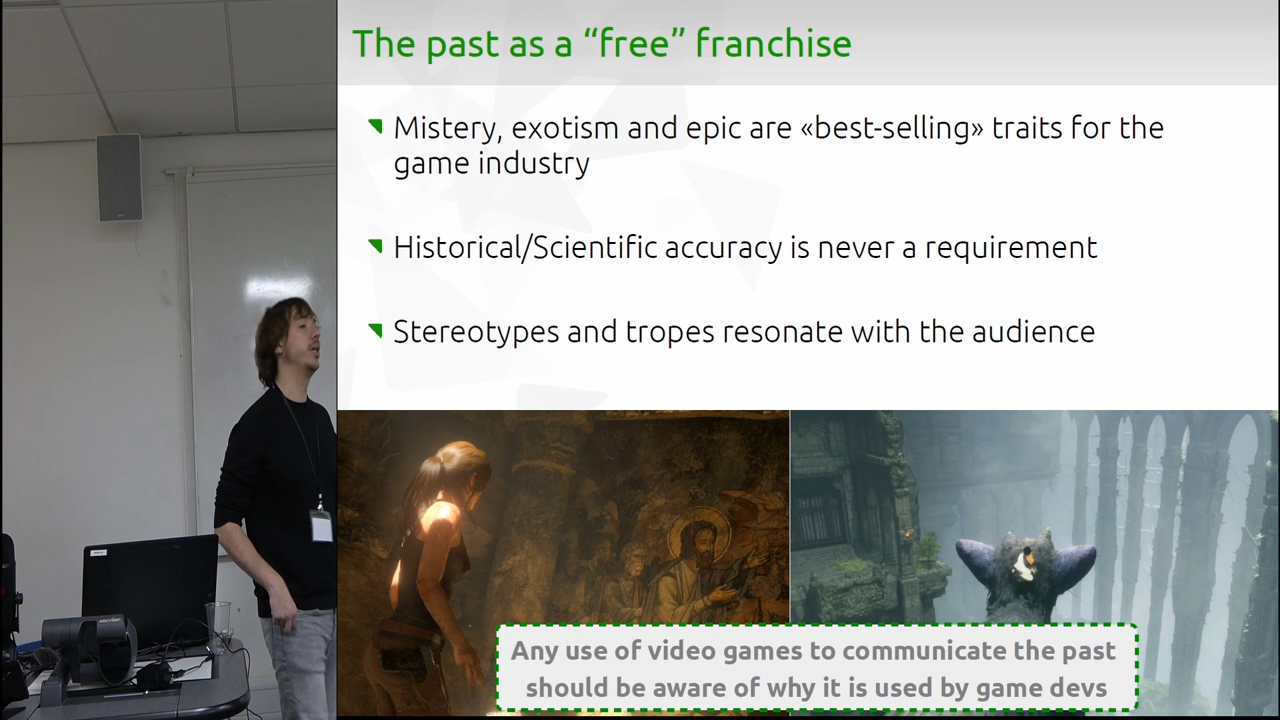 The past as a “free” franchise
Mistery, exotism and epic are «best-selling» traits for the
game industry
Historical/Scientific accuracy is never a requirement
Stereotypes and tropes resonate with the audience
Any use of video games to communicate the past
should be aware of why it is used by game devs